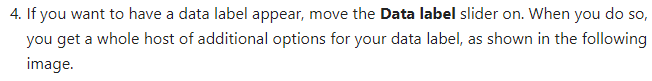 4. If you want to have a data label appear, move the Data label slider on. When you do so,
you get a whole host of additional options for your data label, as shown in the following
image.